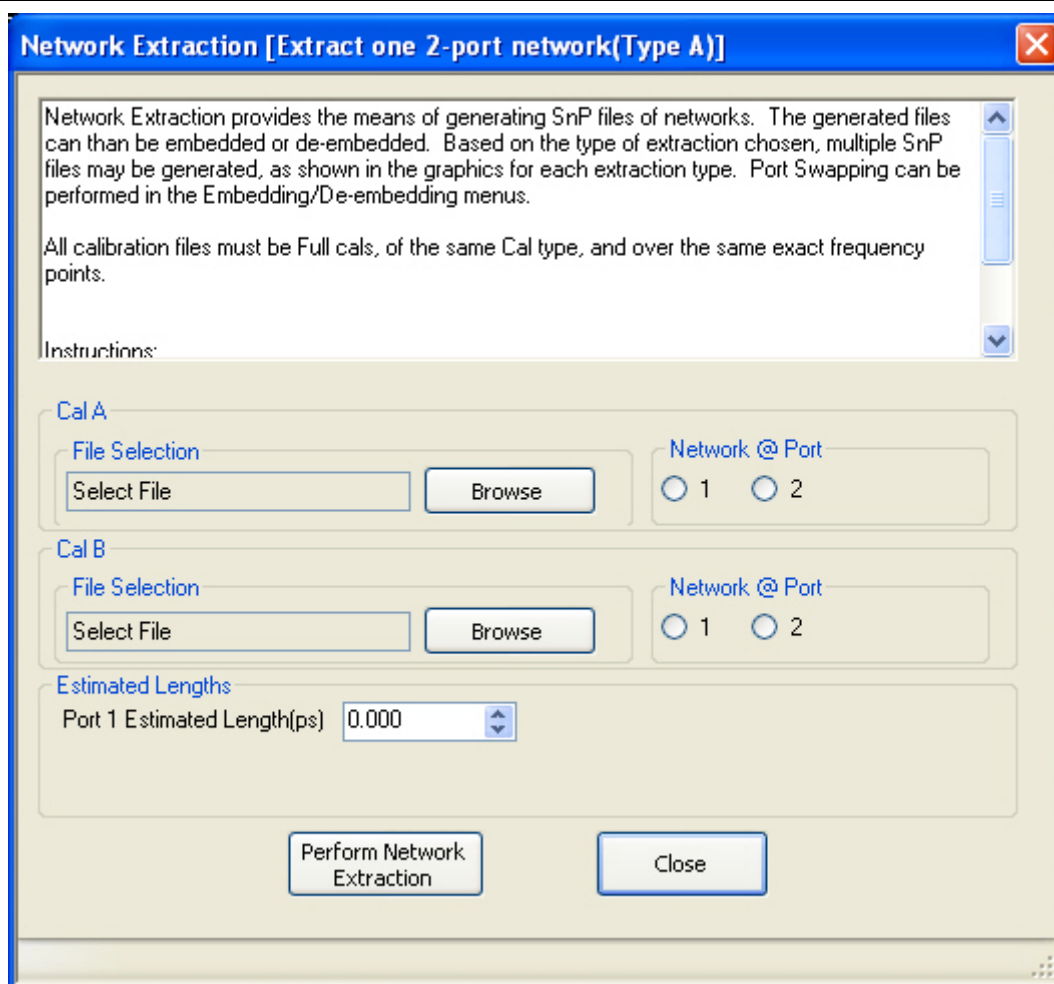 Network Extraction [Extract one 2-port network(Type A)]
Network Extraction provides the means of generating SnP files of networks. The generated files
can than be embedded or de-embedded. Based on the type of extraction chosen, multiple SnP
files may be generated, as shown in the graphics for each extraction type. Port Swapping can be
performed in the Embedding/De-embedding menus.
All calibration files must be Full cals, of the same Cal type, and over the same exact frequency
points.
Instructions:
Cal A
File Selection
Network @ Port
Select File
Browse
1
2
Cal B
File Selection
Network @ Port
Select File
Browse
1
2
Estimated Lengths
Port 1 Estimated Length(ps)
0.000
Perform Network
Extraction
Close